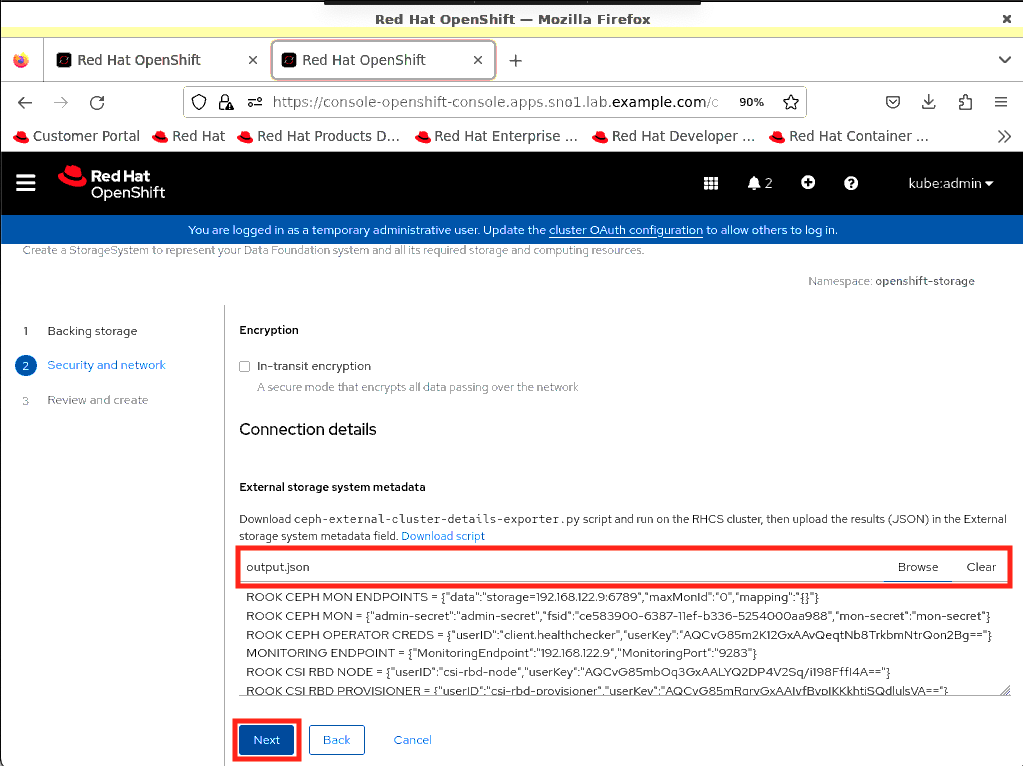 Red Hat OpenShift — Mozilla Firefox
Red Hat OpenShift
Red Hat OpenShift
https://console-openshift-console.apps.sno1.lab.example.com/c 90%
Customer Portal Red Hat Red Hat Products D... Red Hat Enterprise ... Red Hat Developer ... Red Hat Container ...
Red Hat
OpenShift
2
kube:admin
You are logged in as a temporary administrative user. Update the cluster OAuth configuration to allow others to log in.
Create a StorageSystem to represent your Data Foundation system and all its required storage and computing resources.
Namespace: openshift-storage
1 Backing storage
2 Security and network
3 Review and create
Encryption
In-transit encryption
A secure mode that encrypts all data passing over the network
Connection details
External storage system metadata
Download ceph-external-cluster-details-exporter.py script and run on the RHCS cluster, then upload the results (JSON) in the External
storage system metadata field. Download script
output.json Browse Clear
ROOK CEPH MON ENDPOINTS = {"data":"storage=192.168.122.9:6789","maxMonId":"0","mapping":"{}"}
ROOK CEPH MON = {"admin-secret":"admin-secret","fsid":"ce583900-6387-11ef-b336-5254000aa988","mon-secret":"mon-secret"}
ROOK CEPH OPERATOR CREDS = {"userID":"client.healthchecker","userKey":"AQCvG85m2K12GxAAvQeqtNb8TrkbmNtrQon2Bg=="}
MONITORING ENDPOINT = {"MonitoringEndpoint":"192.168.122.9","MonitoringPort":"9283"}
ROOK CSI RBD NODE = {"userID":"csi-rbd-node","userKey":"AQCvG85mbOq3GxAALYQ2DP4V2Sq/i198FffI4A=="}
ROOK CSI RBD PROVISIONER = {"userID":"csi-rbd-provisioner","userKey":
Next Back Cancel